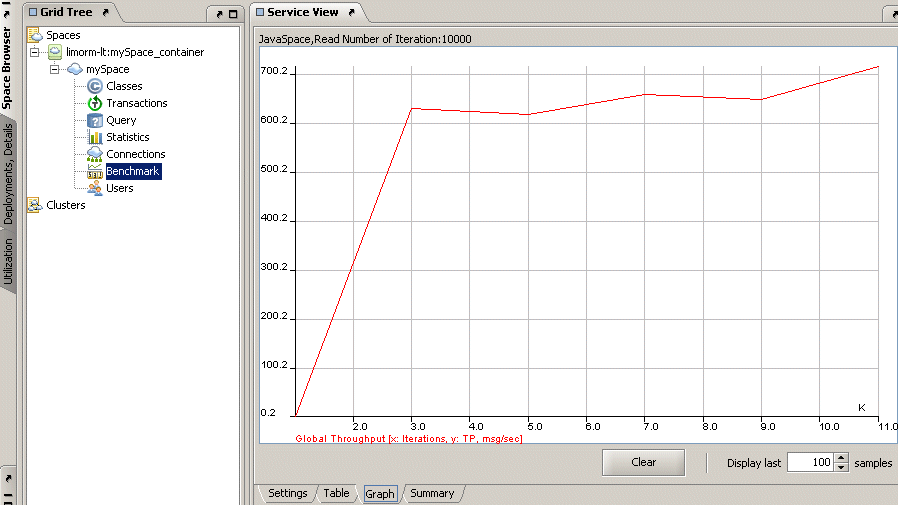 Space Browser
Deployments, Details
Utilization
Grid Tree
Spaces
limorm-lt:mySpace_container
mySpace
Classes
Transactions
Query
Statistics
Connections
Benchmark
Users
Clusters
Service View
JavaSpace,Read Number of Iteration:10000
700.2
600.2
500.2
400.2
300.2
200.2
100.2
0.2
K
2.0 3.0 4.0 5.0 6.0 7.0 8.0 9.0 10.0 11.0
Global Throughput [x: Iterations, y: TP, msg/sec]
Clear
Display last 100 samples
Settings Table Graph Summary